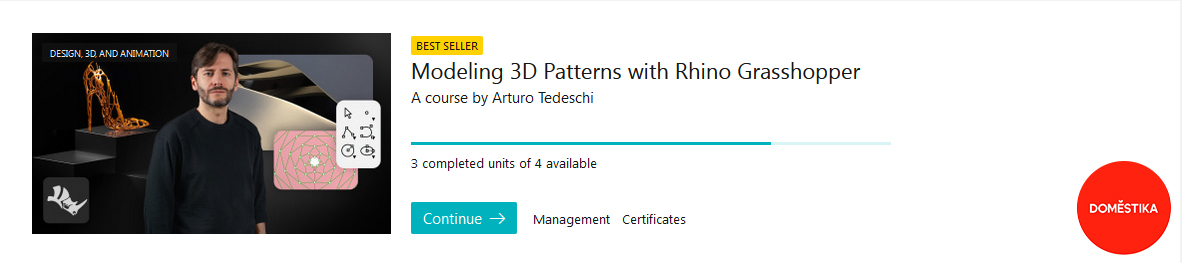 DESIGN, 3D, AND ANIMATION
BEST SELLER
Modeling 3D Patterns with Rhino Grasshopper
A course by Arturo Tedeschi
3 completed units of 4 available
Continue →
Management Certificates
DOMĔSTIKA